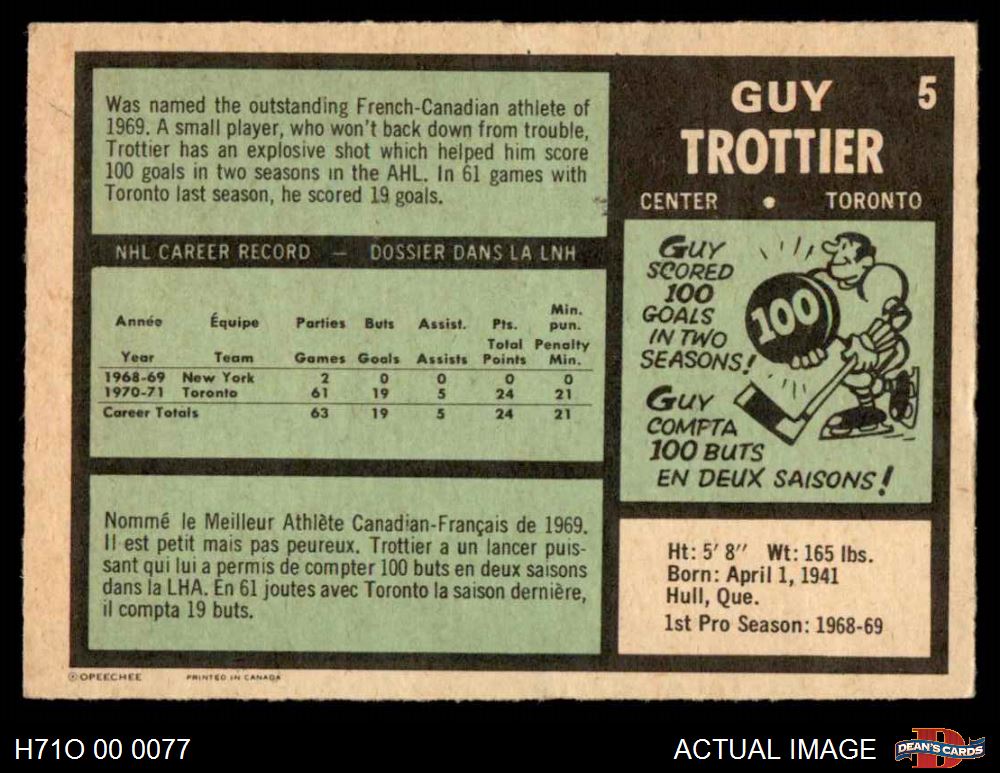 Was named the outstanding French-Canadian athlete of
1969. A small player, who won't back down from trouble,
Trottier has an explosive shot which helped him score
100 goals in two seasons in the AHL. In 61 games with
Toronto last season, he scored 19 goals.
NHL CAREER RECORD — DOSSIER DANS LA LNH
Année Équipe Parties Buts Assist. Pts. Min. pun.
Year Team Games Goals Assists Total Points Penalty Min.
1968-69 New York 2 0 0 0 0
1970-71 Toronto 61 19 5 24 21
Career Totals 63 19 5 24 21
Nommé le Meilleur Athlète Canadian-Français de 1969.
Il est petit mais pas peureux. Trottier a un lancer puis-
sant qui lui a permis de compter 100 buts en deux saisons
dans la LHA. En 61 joutes avec Toronto la saison dernière,
il compta 19 buts.
© OPEECHEE PRINTED IN CANADA
GUY 5
TROTTIER
CENTER • TORONTO
GUY
SCORED
100
GOALS
IN TWO
SEASONS!
100
GUY
COMPTA
100 BUTS
EN DEUX SAISONS!
Ht: 5' 8'' Wt: 165 lbs.
Born: April 1, 1941
Hull, Que.
1st Pro Season: 1968-69
H71O 00 0077
ACTUAL IMAGE
DEAN'S CARDS